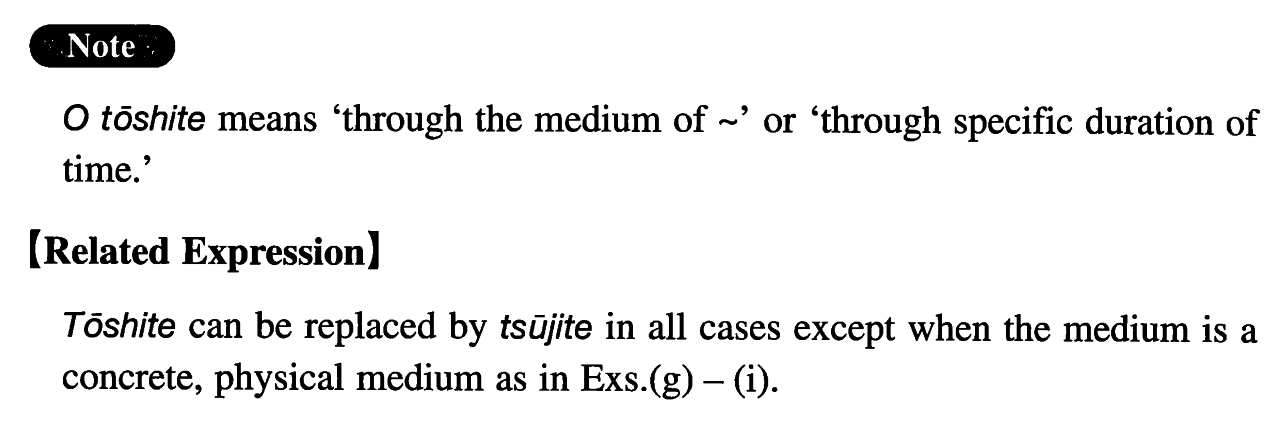 Note
O tōshite means ‘through the medium of ~’ or ‘through specific duration of
time.’
【Related Expression】
Tōshite can be replaced by tsūjite in all cases except when the medium is a
concrete, physical medium as in Exs.(g) – (i).